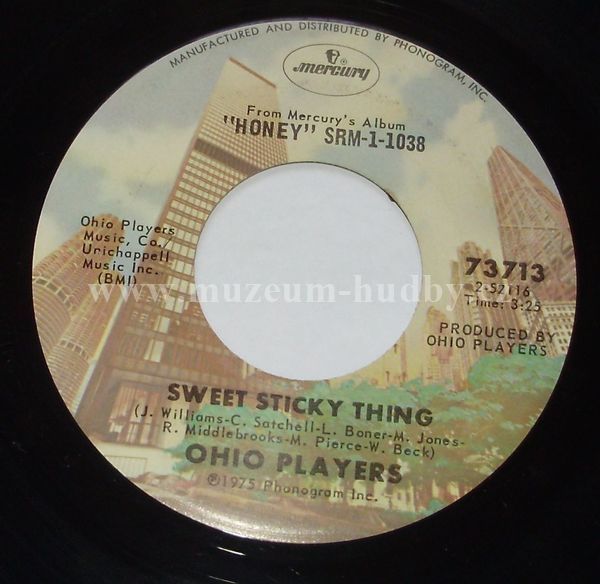 MANUFACTURED AND DISTRIBUTED BY PHONOGRAM, INC.
mercury
From Mercury's Album
"HONEY" SRM-1-1038
Ohio Players
Music, Co.
Unichappell
Music Inc.
(BMI)
73713
2-52116
Time: 3:25
PRODUCED BY
OHIO PLAYERS
www.muzeum-hudby.cz
SWEET STICKY THING
(J. Williams-C. Satchell-L. Boner-M. Jones-
R. Middlebrooks-M. Pierce-W. Beck)
OHIO PLAYERS
℗1975 Phonogram Inc.